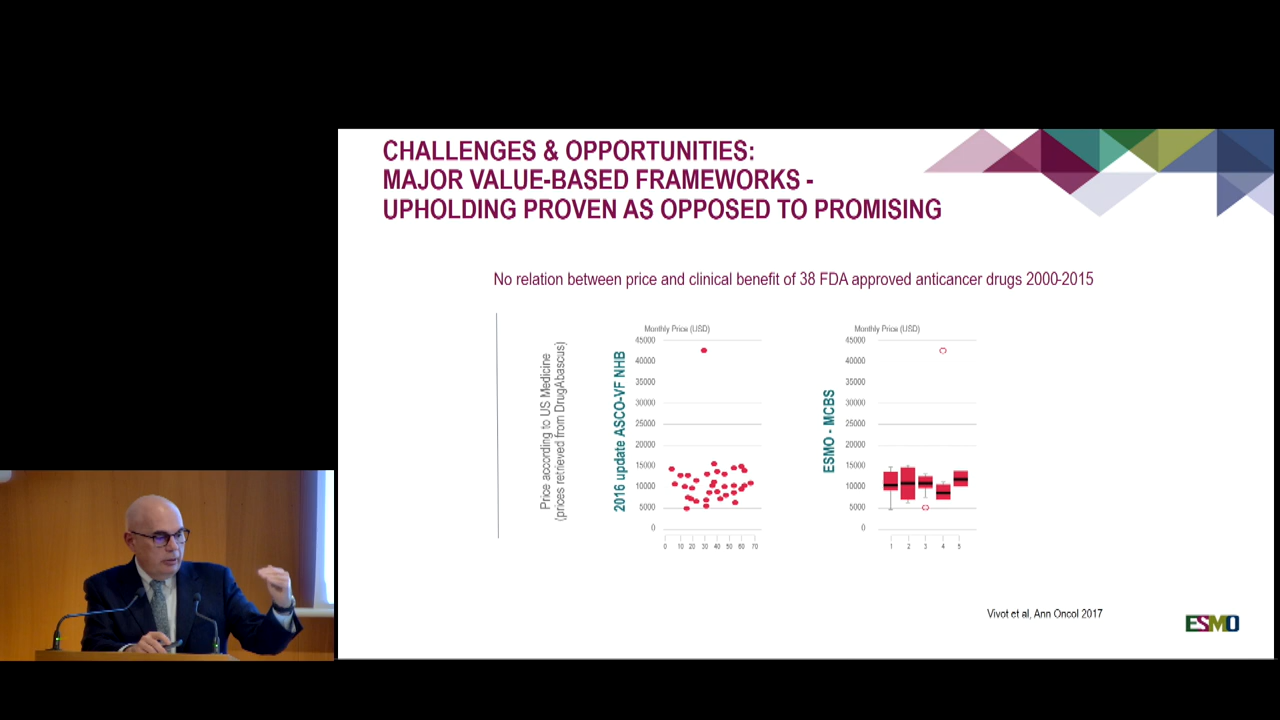 CHALLENGES & OPPORTUNITIES:
MAJOR VALUE-BASED FRAMEWORKS -
UPHOLDING PROVEN AS OPPOSED TO PROMISING
No relation between price and clinical benefit of 38 FDA approved anticancer drugs 2000-2015
Price according to US Medicine
(prices retrieved from DrugAbascus)
2016 update ASCO-VF NHB
Monthly Price (USD)
45000
40000
35000
30000
25000
20000
15000
10000
5000
0
0 10 20 30 40 50 60 70
ESMO - MCBS
Monthly Price (USD)
45000
40000
35000
30000
25000
20000
15000
10000
5000
0
1 2 3 4 5
Vivot et al, Ann Oncol 2017
ESMO